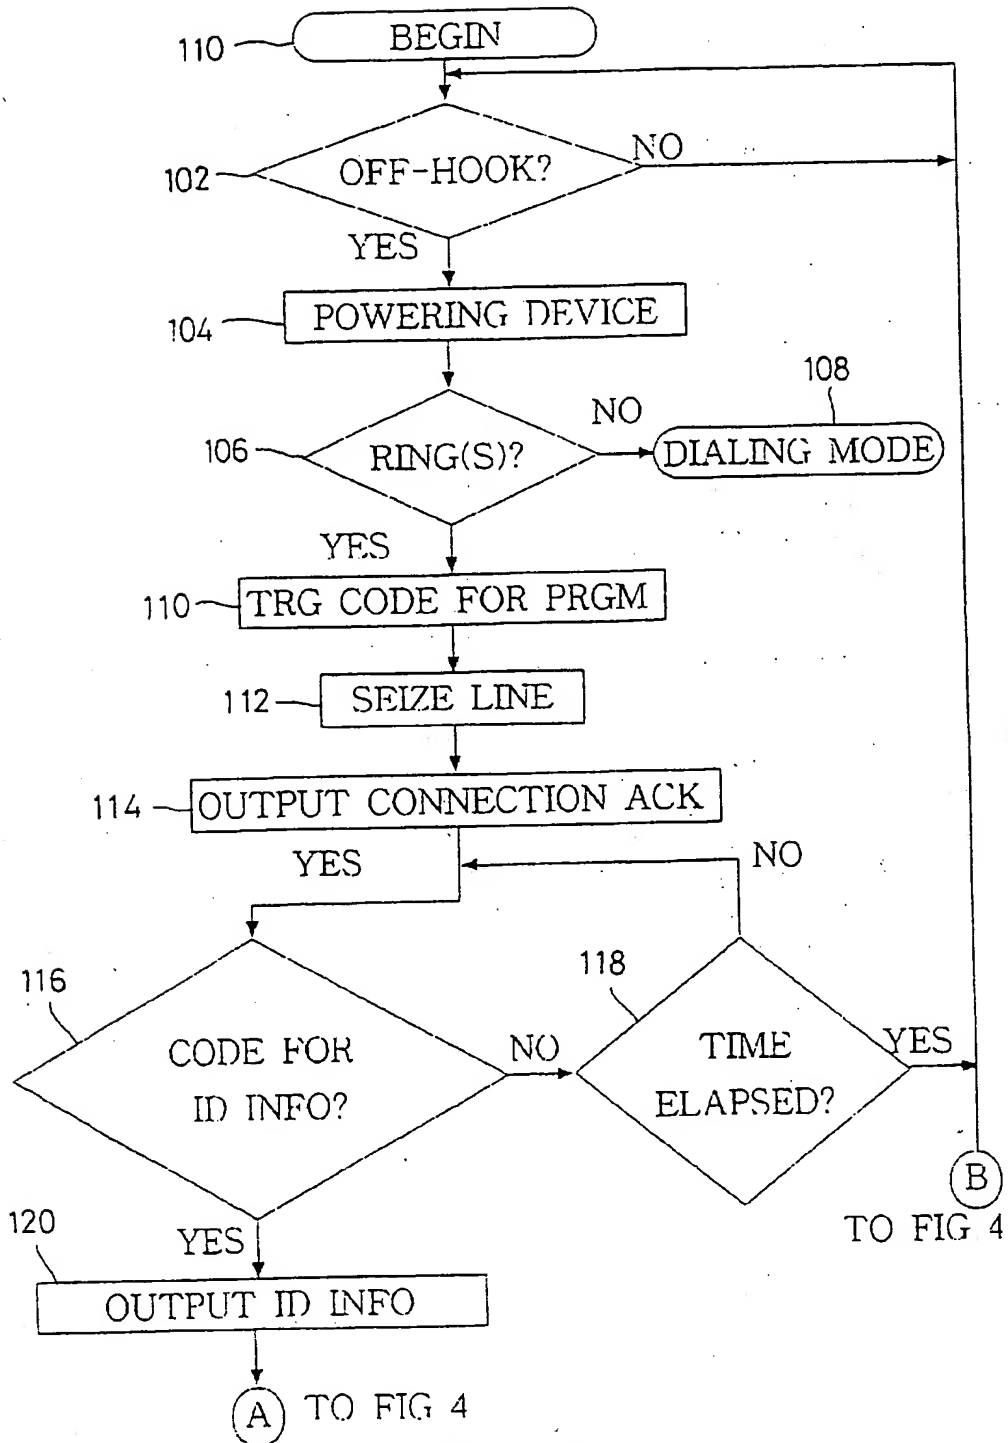 110 BEGIN
102 OFF-HOOK? NO
YES
104 POWERING DEVICE
108
106 RING(S)? NO DIALING MODE
YES
110 TRG CODE FOR PRGM
112 SEIZE LINE
114 OUTPUT CONNECTION ACK
YES NO
116 CODE FOR
ID INFO? NO
118 TIME
ELAPSED? YES
B
TO FIG 4
YES
120 OUTPUT ID INFO
A TO FIG 4